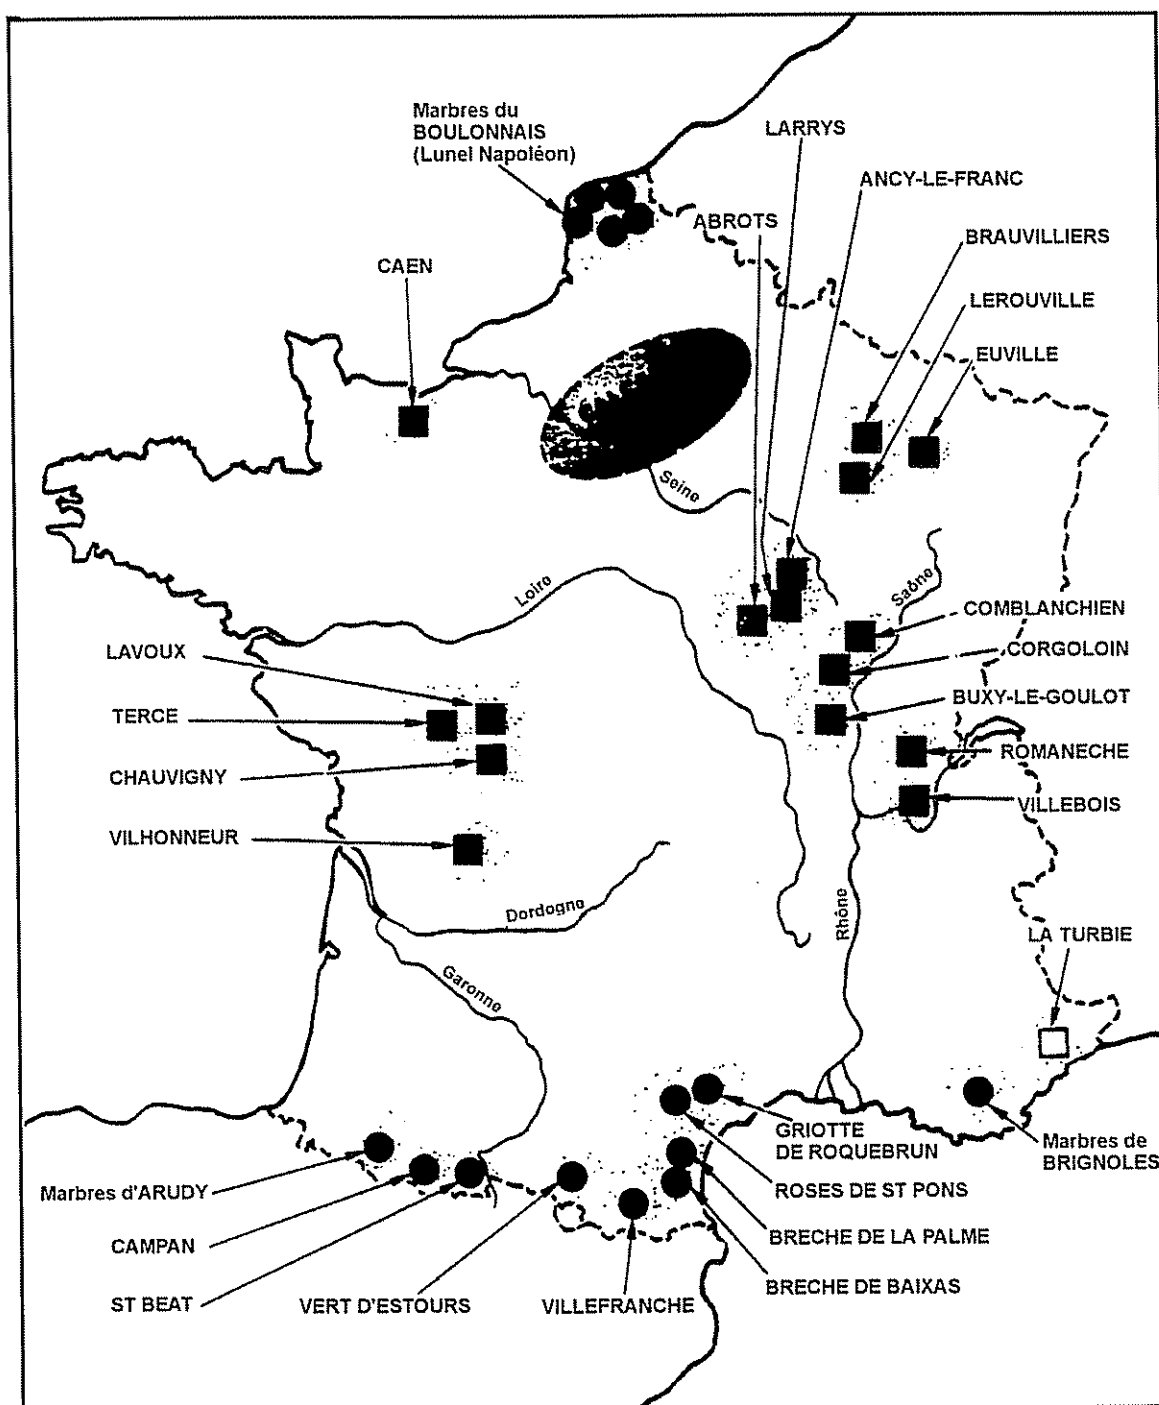 Marbres du
BOULONNAIS
(Lunel Napoléon)
LARRYS
ANCY-LE-FRANC
ABROTS
BRAUVILLIERS
CAEN
LEROUVILLE
EUVILLE
Seine
Loire
Saône
COMBLANCHIEN
LAVOUX
CORGOLOIN
TERCE
BUXY-LE-GOULOT
ROMANECHE
CHAUVIGNY
VILLEBOIS
VILHONNEUR
Dordogne
Rhône
LA TURBIE
Garonne
GRIOTTE
DE ROQUEBRUN
Marbres de
BRIGNOLES
Marbres d'ARUDY
ROSES DE ST PONS
CAMPAN
BRECHE DE LA PALME
BRECHE DE BAIXAS
ST BEAT
VERT D'ESTOURS
VILLEFRANCHE